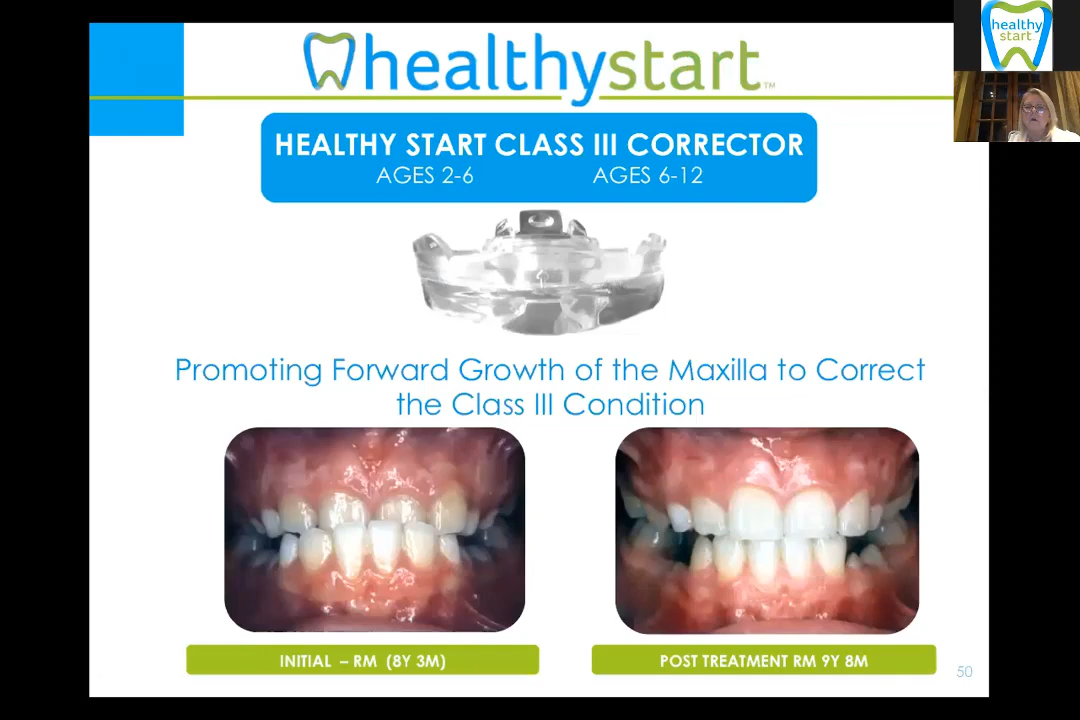 healthystart™
HEALTHY START CLASS III CORRECTOR
AGES 2-6 AGES 6-12
Promoting Forward Growth of the Maxilla to Correct
the Class III Condition
INITIAL – RM (8Y 3M)
POST TREATMENT RM 9Y 8M
50
healthy
start